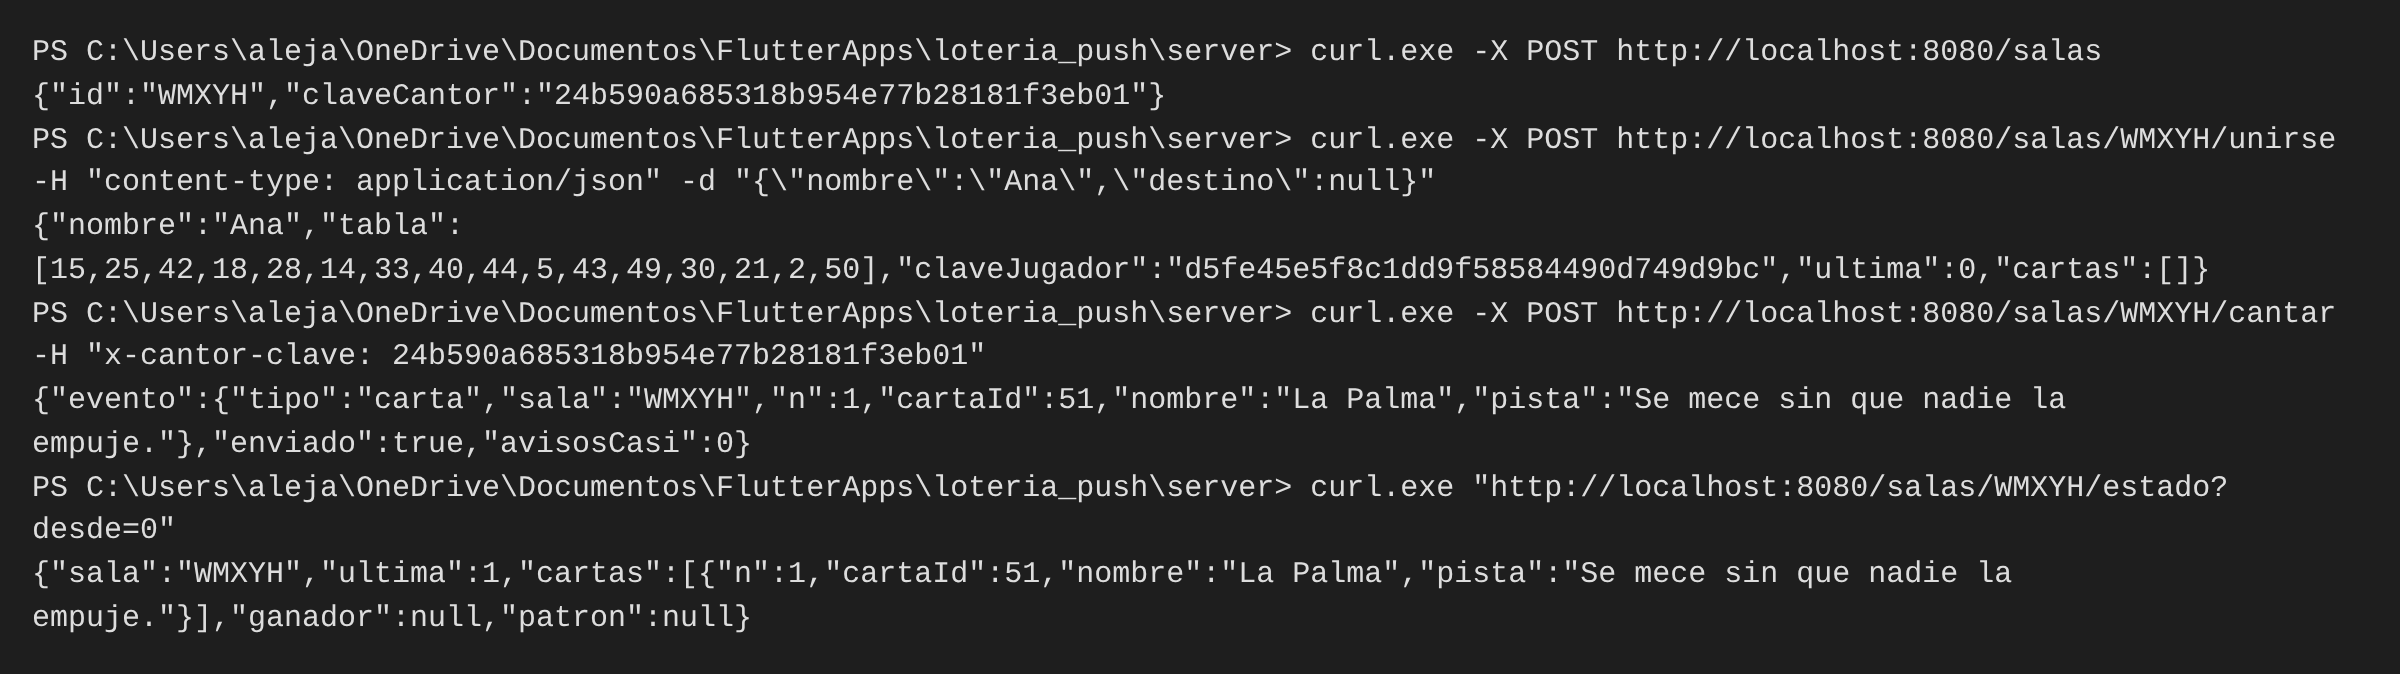 PS C:\Users\aleja\OneDrive\Documentos\FlutterApps\loteria_push\server> curl.exe -X POST http://localhost:8080/salas
{"id":"WMXYH","claveCantor":"24b590a685318b954e77b28181f3eb01"}
PS C:\Users\aleja\OneDrive\Documentos\FlutterApps\loteria_push\server> curl.exe -X POST http://localhost:8080/salas/WMXYH/unirse
-H "content-type: application/json" -d "{\"nombre\":\"Ana\",\"destino\":null}"
{"nombre":"Ana","tabla":
[15,25,42,18,28,14,33,40,44,5,43,49,30,21,2,50],"claveJugador":"d5fe45e5f8c1dd9f58584490d749d9bc","ultima":0,"cartas":[]}
PS C:\Users\aleja\OneDrive\Documentos\FlutterApps\loteria_push\server> curl.exe -X POST http://localhost:8080/salas/WMXYH/cantar
-H "x-cantor-clave: 24b590a685318b954e77b28181f3eb01"
{"evento":{"tipo":"carta","sala":"WMXYH","n":1,"cartaId":51,"nombre":"La Palma","pista":"Se mece sin que nadie la
empuje."},"enviado":true,"avisosCasi":0}
PS C:\Users\aleja\OneDrive\Documentos\FlutterApps\loteria_push\server> curl.exe "http://localhost:8080/salas/WMXYH/estado?
desde=0"
{"sala":"WMXYH","ultima":1,"cartas":[{"n":1,"cartaId":51,"nombre":"La Palma","pista":"Se mece sin que nadie la
empuje."}],"ganador":null,"patron":null}